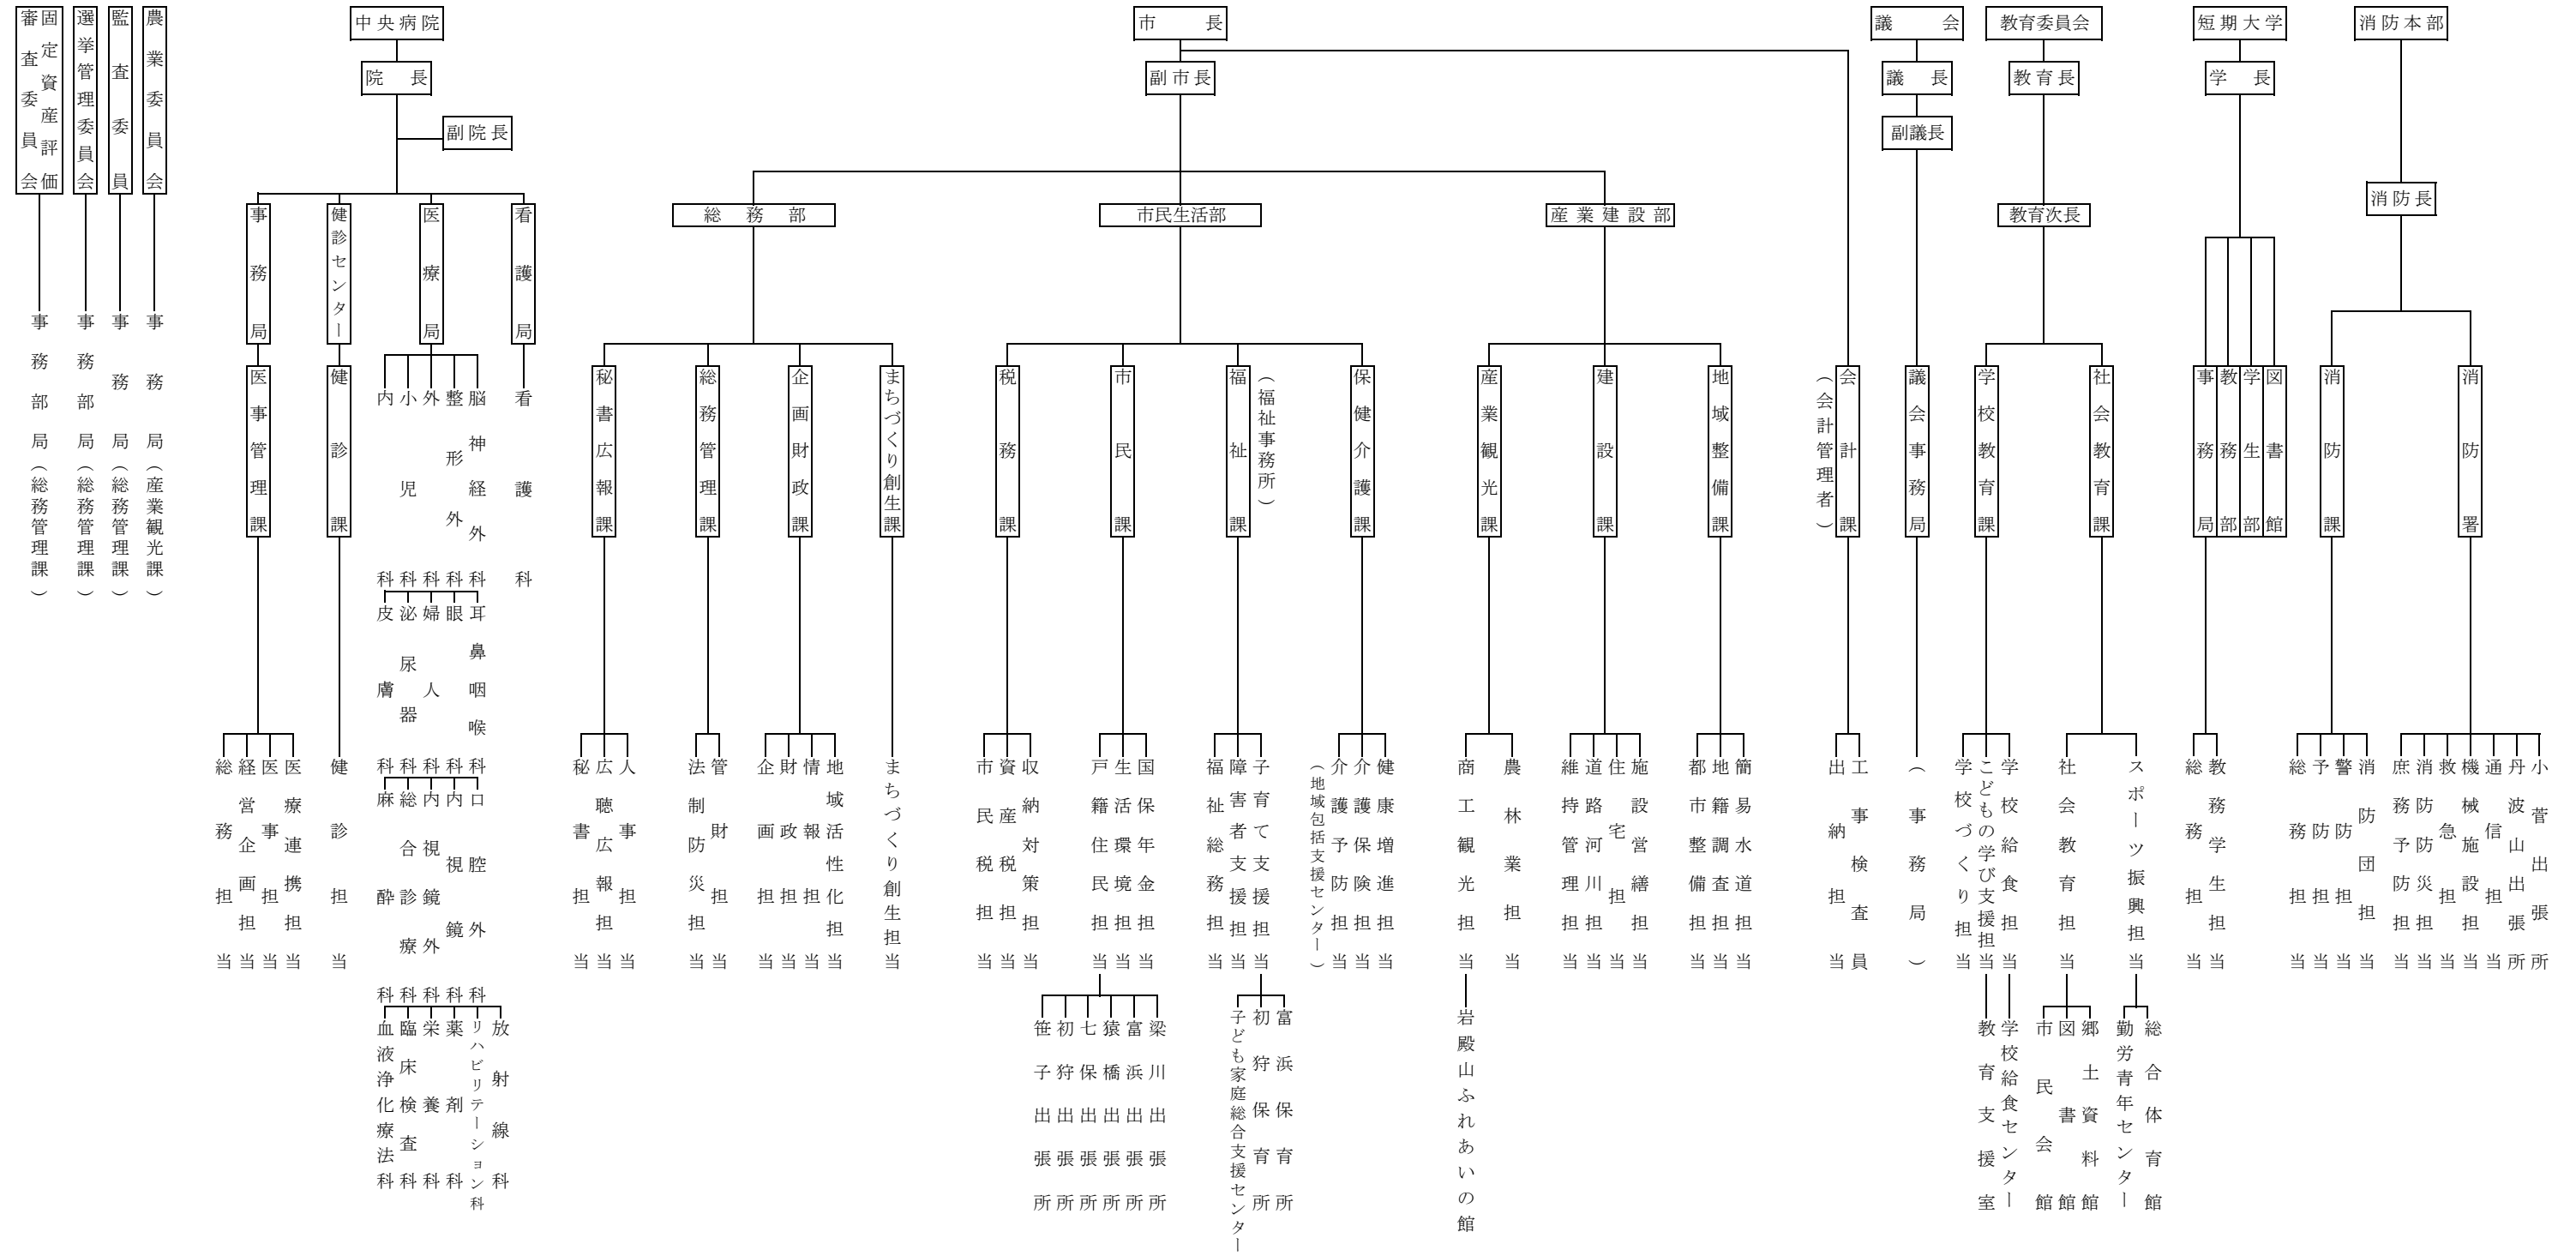 固定資産評価
審査委員会
選挙管理委員会
監査委員
農業委員会
事務部局（総務管理課）
事務部局（総務管理課）
事務局（総務管理課）
事務局（産業観光課）
中央病院
院長
副院長
事務局
健診センター
医療局
看護局
医事管理課
健診課
内科
小児科
外科
整形外科
脳神経外科
看護科
皮膚科
泌尿器科
婦人科
眼科
耳鼻咽喉科
麻酔科
総合診療科
内視鏡外科
内視鏡科
口腔外科
血液浄化療法科
臨床検査科
栄養科
薬剤科
リハビリテーション科
放射線科
総務担当
経営企画担当
医事担当
医療連携担当
健診担当
市長
副市長
総務部
市民生活部
産業建設部
秘書広報課
総務管理課
企画財政課
まちづくり創生課
税務課
市民課
福祉課
（福祉事務所）
保健介護課
産業観光課
建設課
地域整備課
（会計管理者）
会計課
秘書担当
広聴広報担当
人事担当
法制防災担当
管財担当
企画担当
財政担当
情報担当
地域活性化担当
まちづくり創生担当
市民税担当
資産税担当
収納対策担当
戸籍住民担当
生活環境担当
国保年金担当
笹子出張所
初狩出張所
七保出張所
猿橋出張所
富浜出張所
梁川出張所
福祉総務担当
障害者支援担当
子育て支援担当
子ども家庭総合支援センター
初狩保育所
富浜保育所
（地域包括支援センター）
介護予防担当
介護保険担当
健康増進担当
商工観光担当
農林業担当
岩殿山ふれあいの館
維持管理担当
道路河川担当
住宅担当
施設営繕担当
都市整備担当
地籍調査担当
簡易水道担当
出納担当
工事検査員
議会
議長
副議長
議会事務局
（事務局）
教育委員会
教育長
教育次長
学校教育課
社会教育課
学校づくり担当
こどもの学び支援担当
学校給食担当
教育支援室
学校給食センター
社会教育担当
スポーツ振興担当
市民会館
図書館
郷土資料館
勤労青年センター
総合体育館
短期大学
学長
事務局
教務部
学生部
図書館
総務担当
教務学生担当
消防本部
消防長
消防課
消防署
総務担当
予防担当
警防担当
消防団担当
庶務予防担当
消防防災担当
救急担当
機械施設担当
通信担当
丹波山出張所
小菅出張所